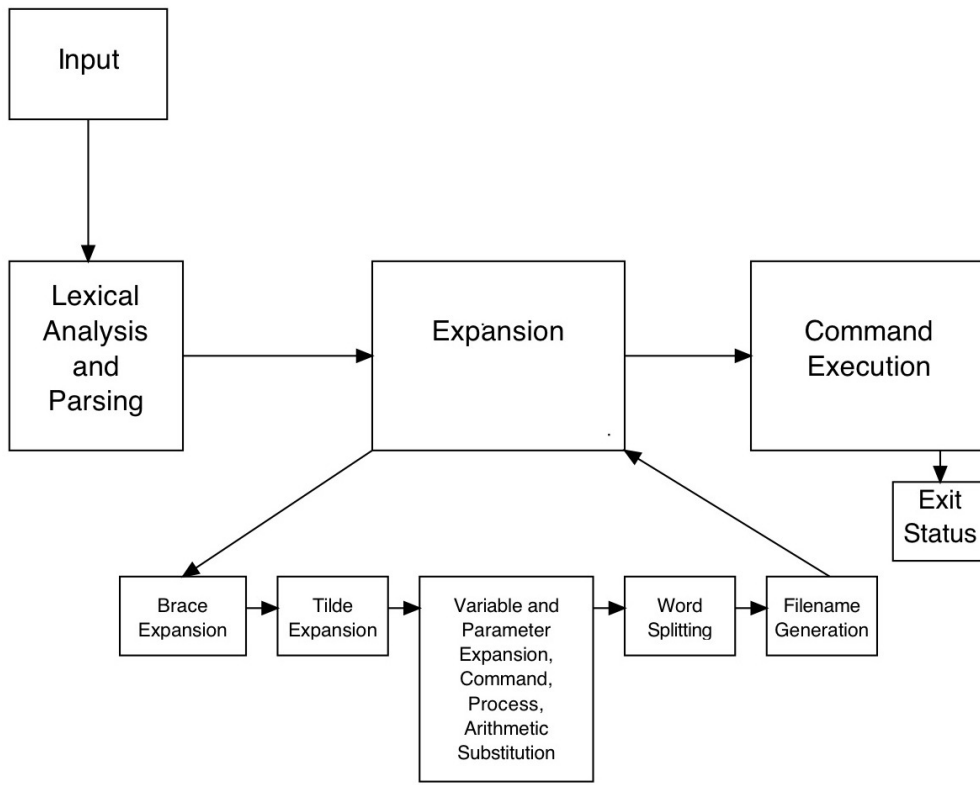 Input
Lexical
Analysis
and
Parsing
Expansion
Command
Execution
Exit
Status
Brace
Expansion
Tilde
Expansion
Variable and
Parameter
Expansion,
Command,
Process,
Arithmetic
Substitution
Word
Splitting
Filename
Generation